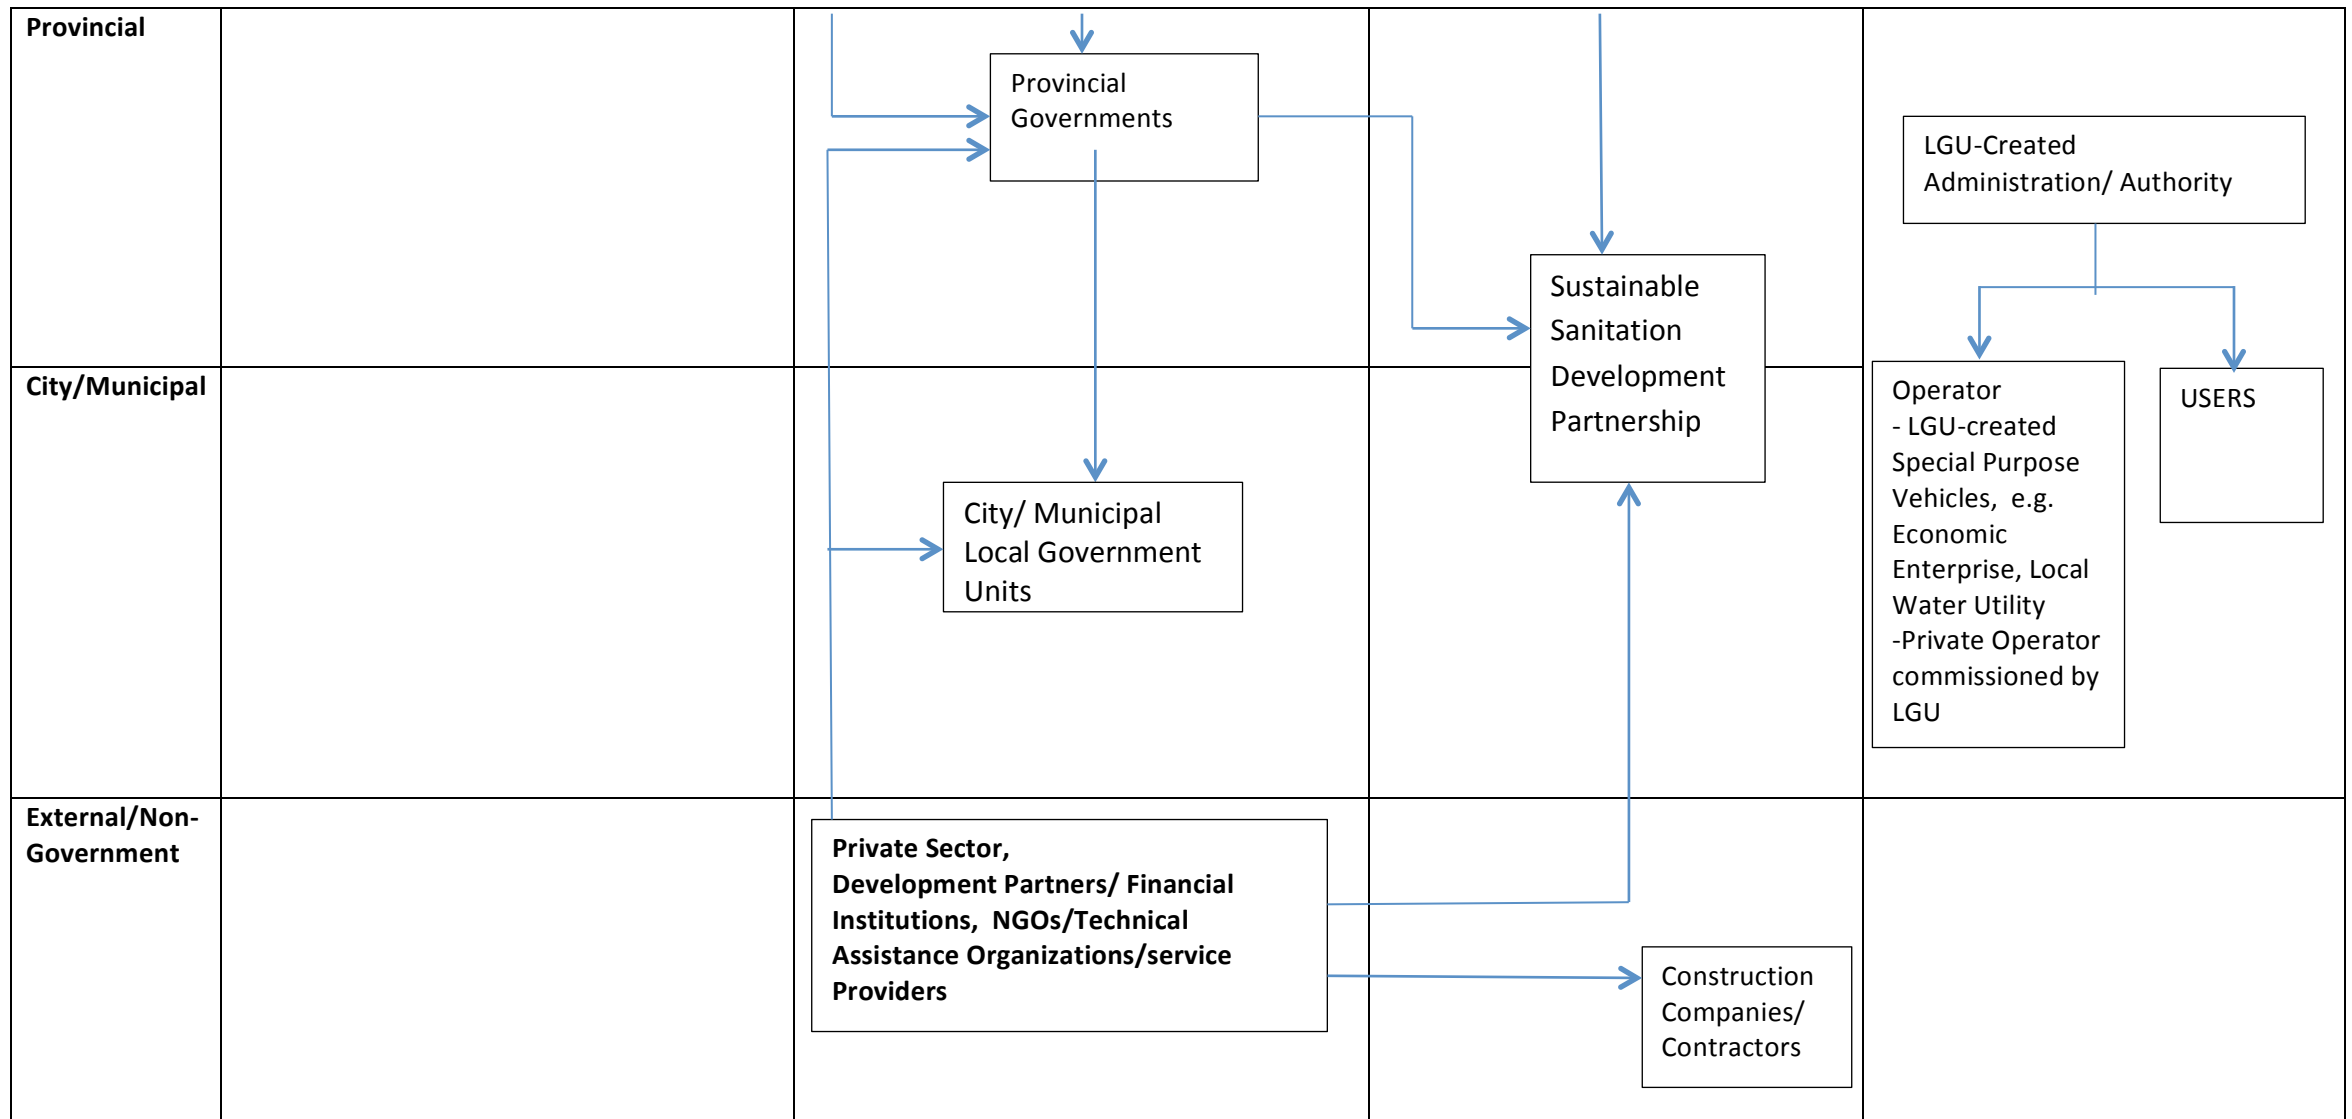 Provincial
Provincial
Governments
LGU-Created
Administration/ Authority
Sustainable
Sanitation
Development
Partnership
City/Municipal
City/ Municipal
Local Government
Units
Operator
- LGU-created
Special Purpose
Vehicles,  e.g.
Economic
Enterprise, Local
Water Utility
-Private Operator
commissioned by
LGU
USERS
External/Non-
Government
Private Sector,
Development Partners/ Financial
Institutions,  NGOs/Technical
Assistance Organizations/service
Providers
Construction
Companies/
Contractors